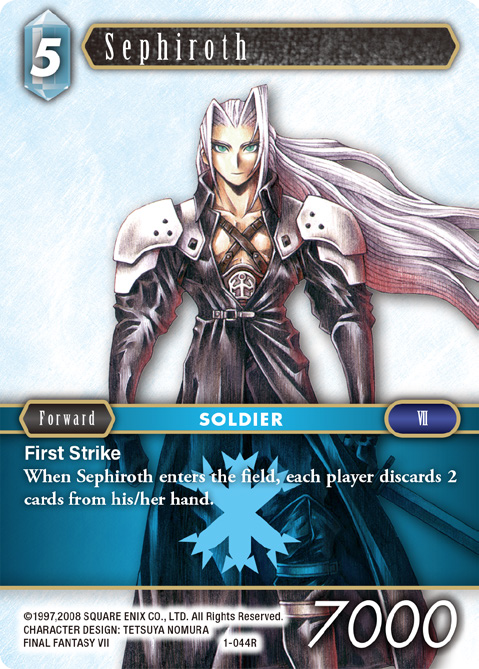 5
Sephiroth
Forward
SOLDIER
VII
First Strike
When Sephiroth enters the field, each player discards 2
cards from his/her hand.
©1997,2008 SQUARE ENIX CO., LTD. All Rights Reserved.
CHARACTER DESIGN: TETSUYA NOMURA
FINAL FANTASY VII
1-044R
7000